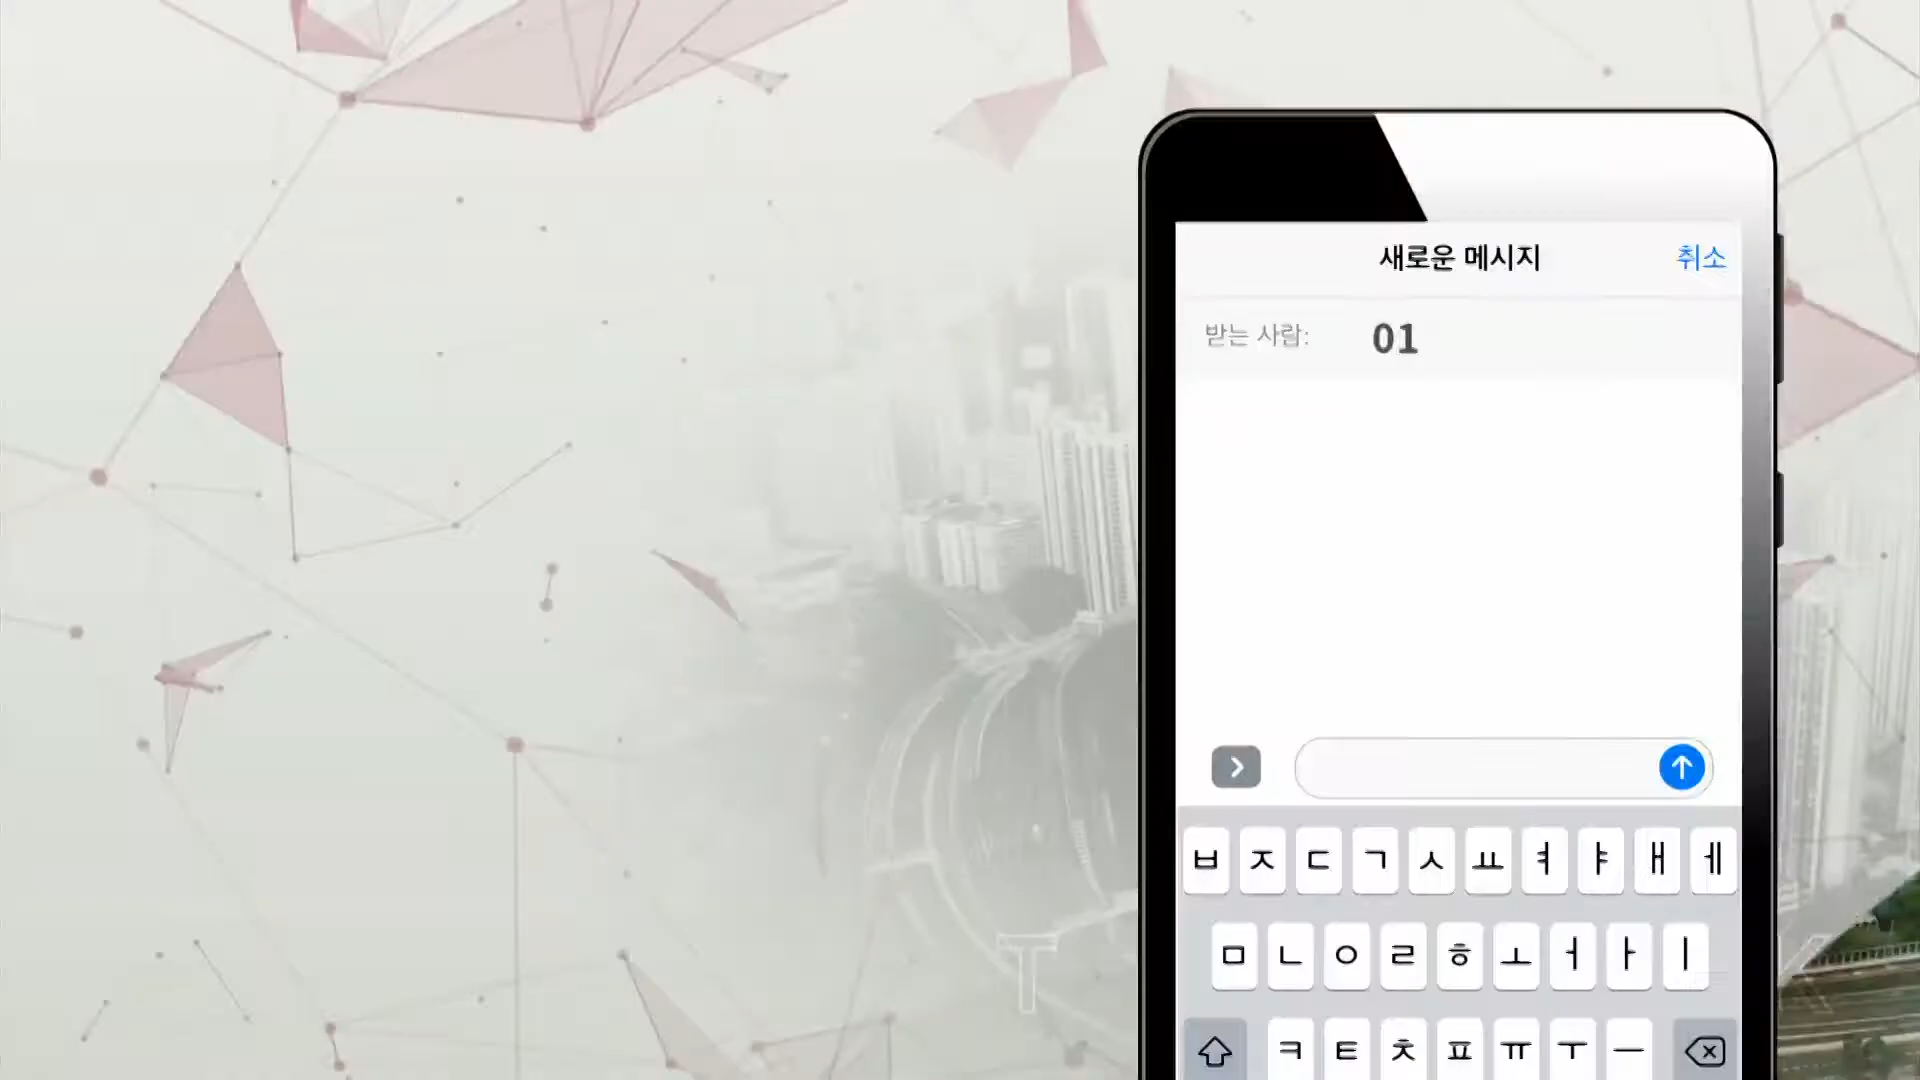 새로운 메시지 취소
받는 사람: 01
ㅂ ㅈ ㄷ ㄱ ㅅ ㅛ ㅕ ㅑ ㅐ ㅔ
ㅁ ㄴ ㅇ ㄹ ㅎ ㅗ ㅓ ㅏ ㅣ
ㅋ ㅌ ㅊ ㅍ ㅠ ㅜ ㅡ
T